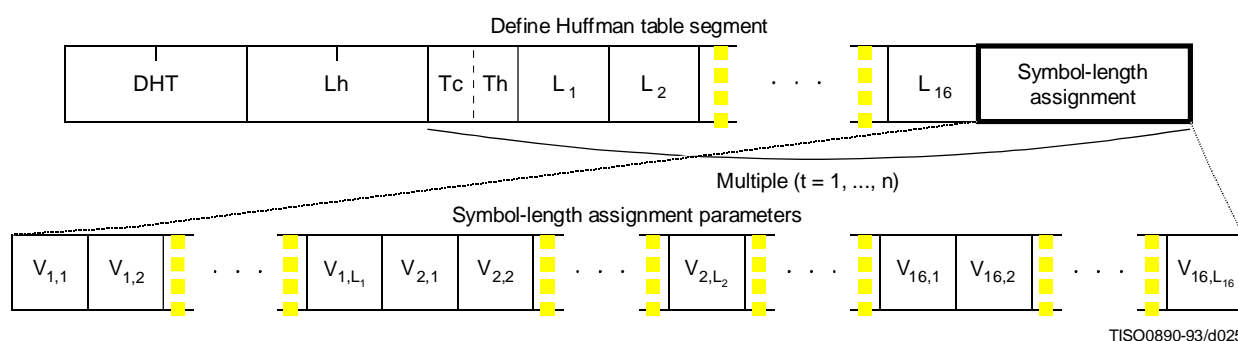 Define Huffman table segment
DHT Lh Tc Th L1 L2 . . . L16 Symbol-length assignment
Multiple (t = 1, ..., n)
Symbol-length assignment parameters
V1,1 V1,2 . . . V1,L1 V2,1 V2,2 . . . V2,L2 . . . V16,1 V16,2 . . . V16,L16
TISO0890-93/d025